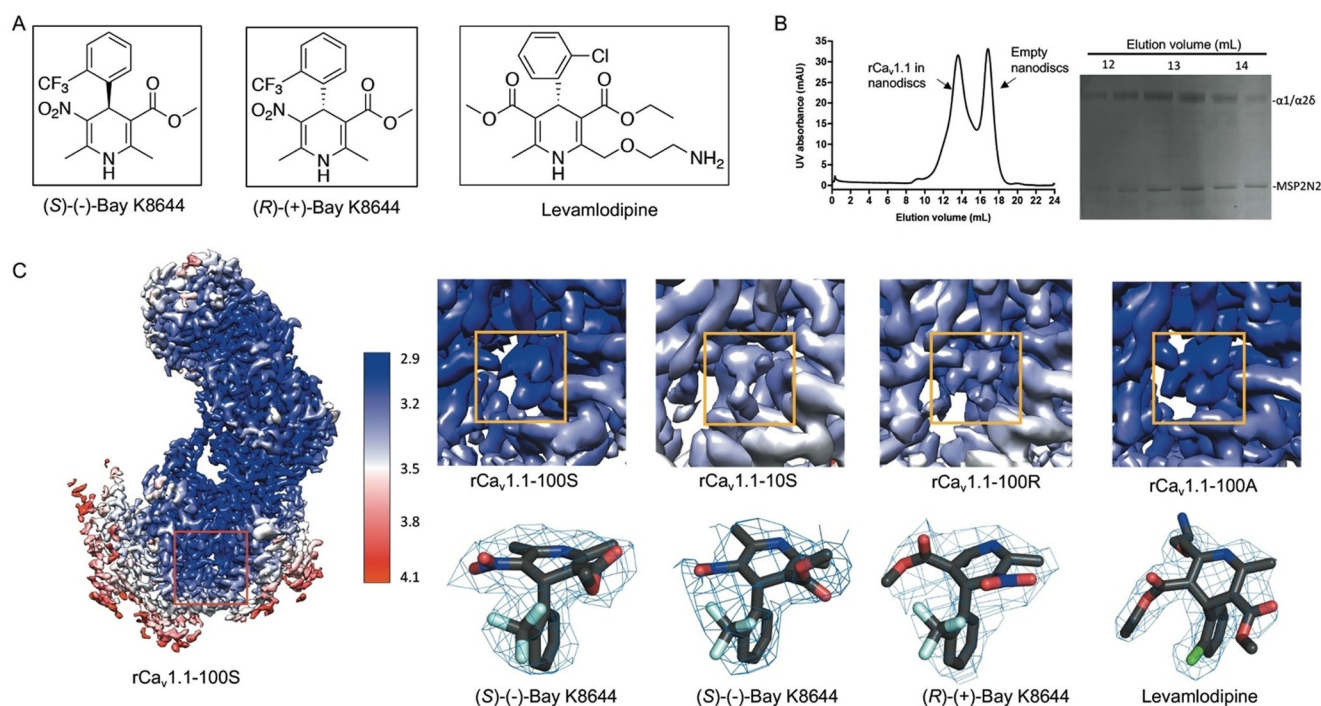 A
CF₃
O₂N
O
O
N
H
(S)-(-)-Bay K8644
CF₃
O₂N
O
O
N
H
(R)-(+)-Bay K8644
Cl
O
O
O
O
N
H
O
NH₂
Levamlodipine
B
UV absorbance (mAU)
35
30
25
20
15
10
5
0
rCaᵥ1.1 in
nanodiscs
Empty
nanodiscs
0 2 4 6 8 10 12 14 16 18 20 22 24
Elution volume (mL)
Elution volume (mL)
12 13 14
-α1/α2δ
-MSP2N2
C
2.9
3.2
3.5
3.8
4.1
rCaᵥ1.1-100S
rCaᵥ1.1-100S
rCaᵥ1.1-10S
rCaᵥ1.1-100R
rCaᵥ1.1-100A
(S)-(-)-Bay K8644
(S)-(-)-Bay K8644
(R)-(+)-Bay K8644
Levamlodipine